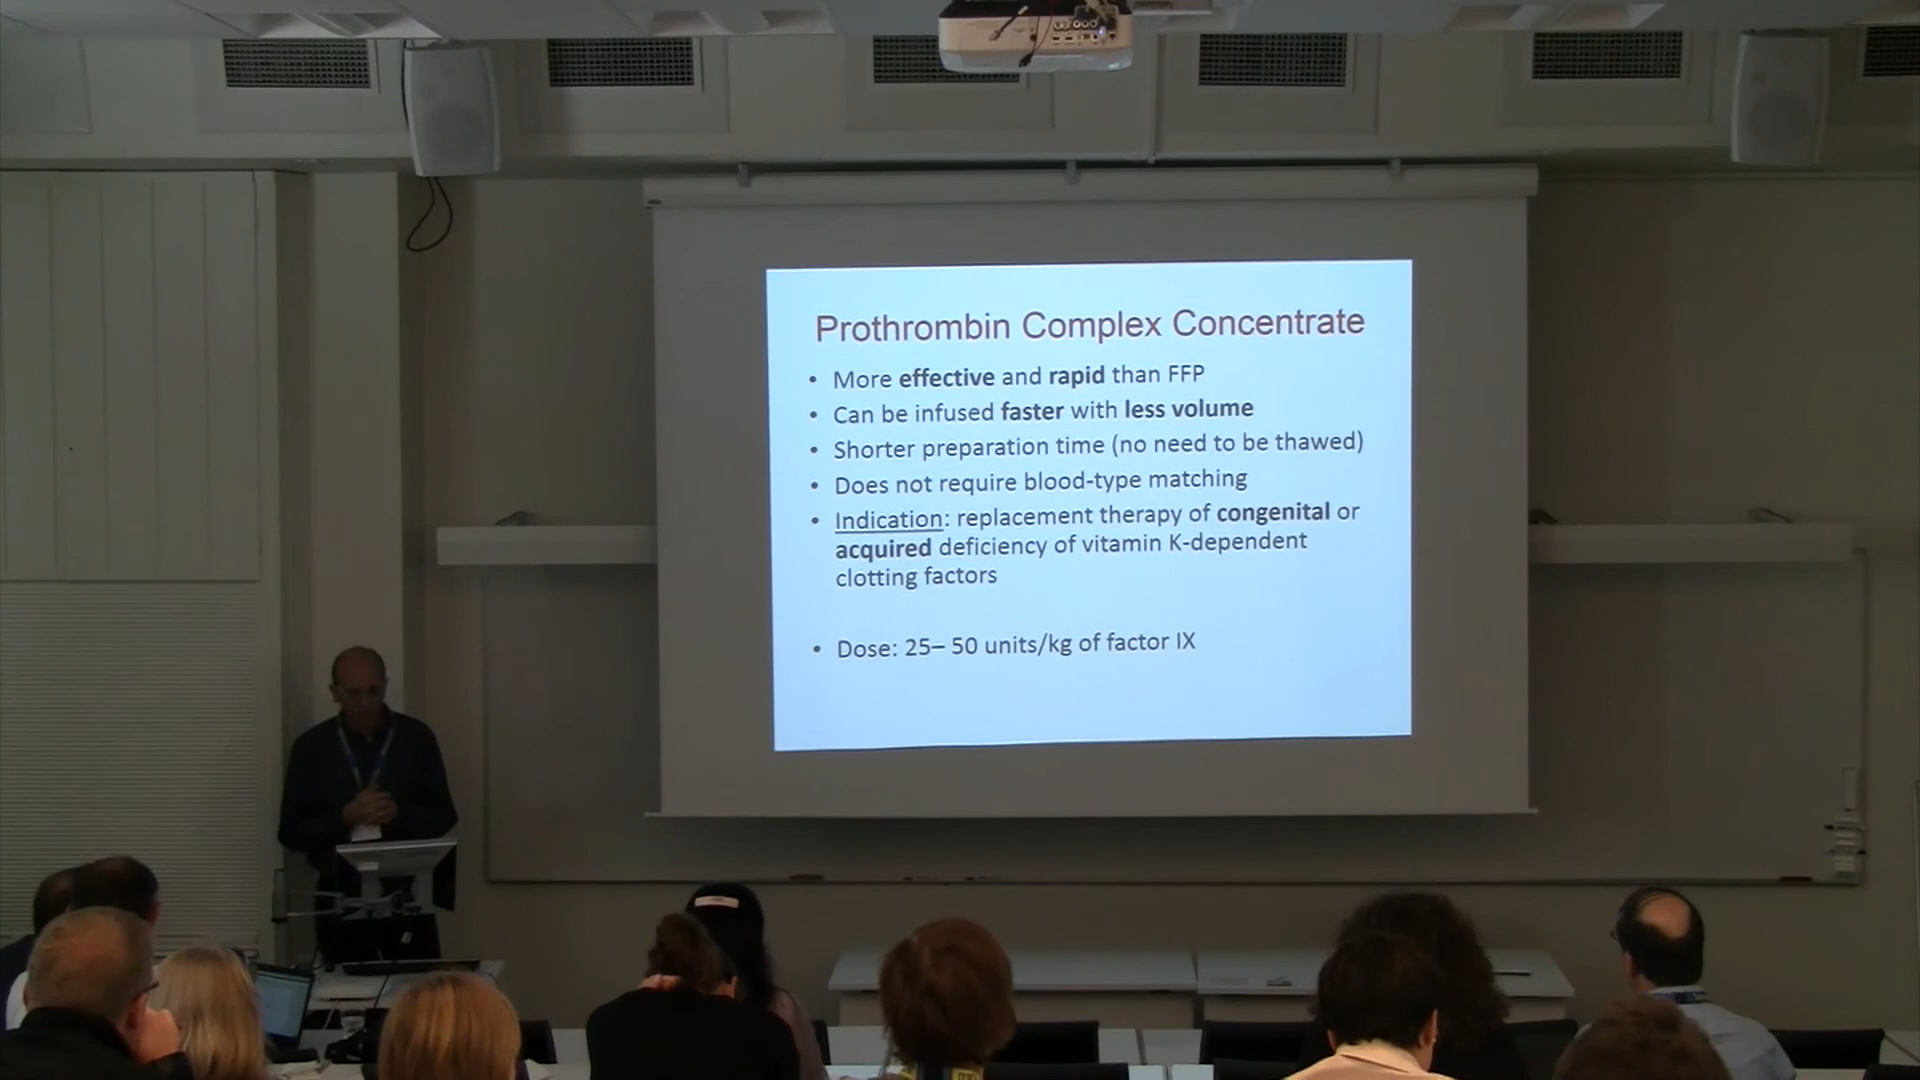 Prothrombin Complex Concentrate
• More effective and rapid than FFP
• Can be infused faster with less volume
• Shorter preparation time (no need to be thawed)
• Does not require blood-type matching
• Indication: replacement therapy of congenital or
acquired deficiency of vitamin K-dependent
clotting factors
• Dose: 25– 50 units/kg of factor IX